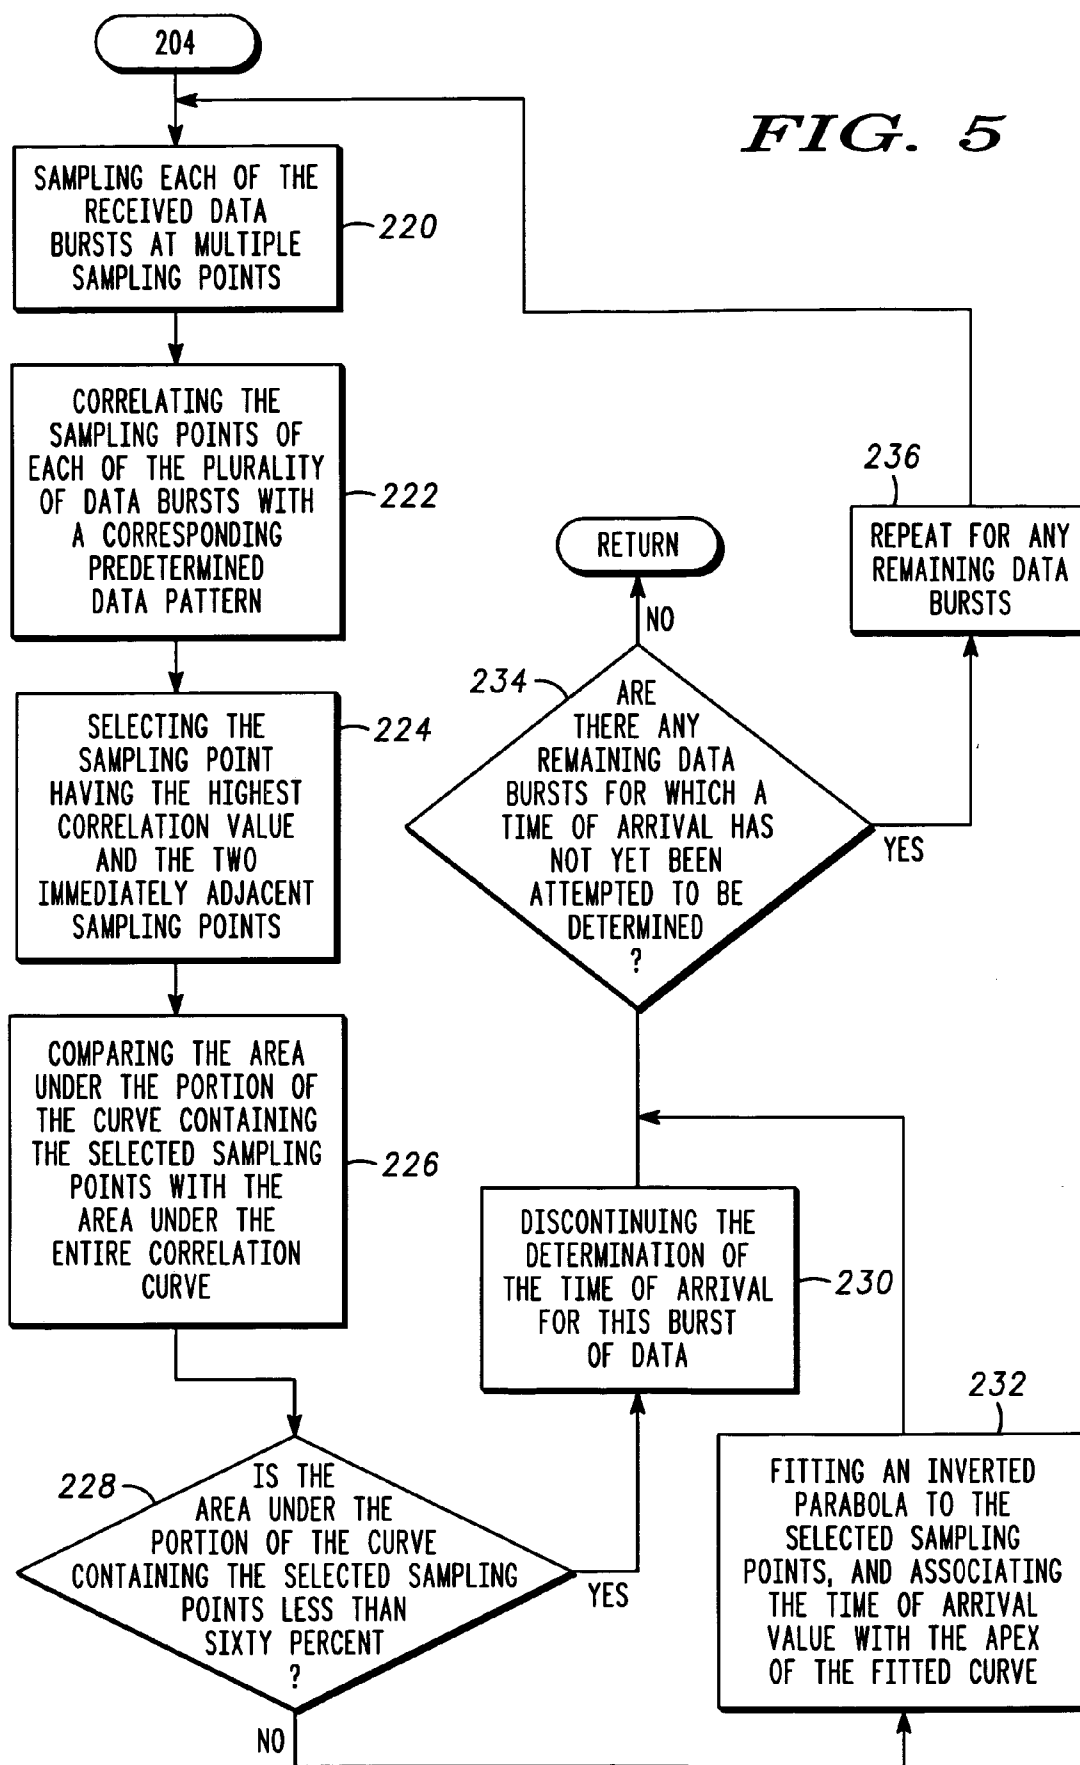 204
FIG. 5
SAMPLING EACH OF THE
RECEIVED DATA
BURSTS AT MULTIPLE
SAMPLING POINTS
220
CORRELATING THE
SAMPLING POINTS OF
EACH OF THE PLURALITY
OF DATA BURSTS WITH
A CORRESPONDING
PREDETERMINED
DATA PATTERN
222
SELECTING THE
SAMPLING POINT
HAVING THE HIGHEST
CORRELATION VALUE
AND THE TWO
IMMEDIATELY ADJACENT
SAMPLING POINTS
224
COMPARING THE AREA
UNDER THE PORTION OF
THE CURVE CONTAINING
THE SELECTED SAMPLING
POINTS WITH THE
AREA UNDER THE
ENTIRE CORRELATION
CURVE
226
228
IS THE
AREA UNDER THE
PORTION OF THE CURVE
CONTAINING THE SELECTED SAMPLING
POINTS LESS THAN
SIXTY PERCENT
?
YES
NO
DISCONTINUING THE
DETERMINATION OF
THE TIME OF ARRIVAL
FOR THIS BURST
OF DATA
230
232
FITTING AN INVERTED
PARABOLA TO THE
SELECTED SAMPLING
POINTS, AND ASSOCIATING
THE TIME OF ARRIVAL
VALUE WITH THE APEX
OF THE FITTED CURVE
234
ARE
THERE ANY
REMAINING DATA
BURSTS FOR WHICH A
TIME OF ARRIVAL HAS
NOT YET BEEN
ATTEMPTED TO BE
DETERMINED
?
YES
NO
RETURN
236
REPEAT FOR ANY
REMAINING DATA
BURSTS